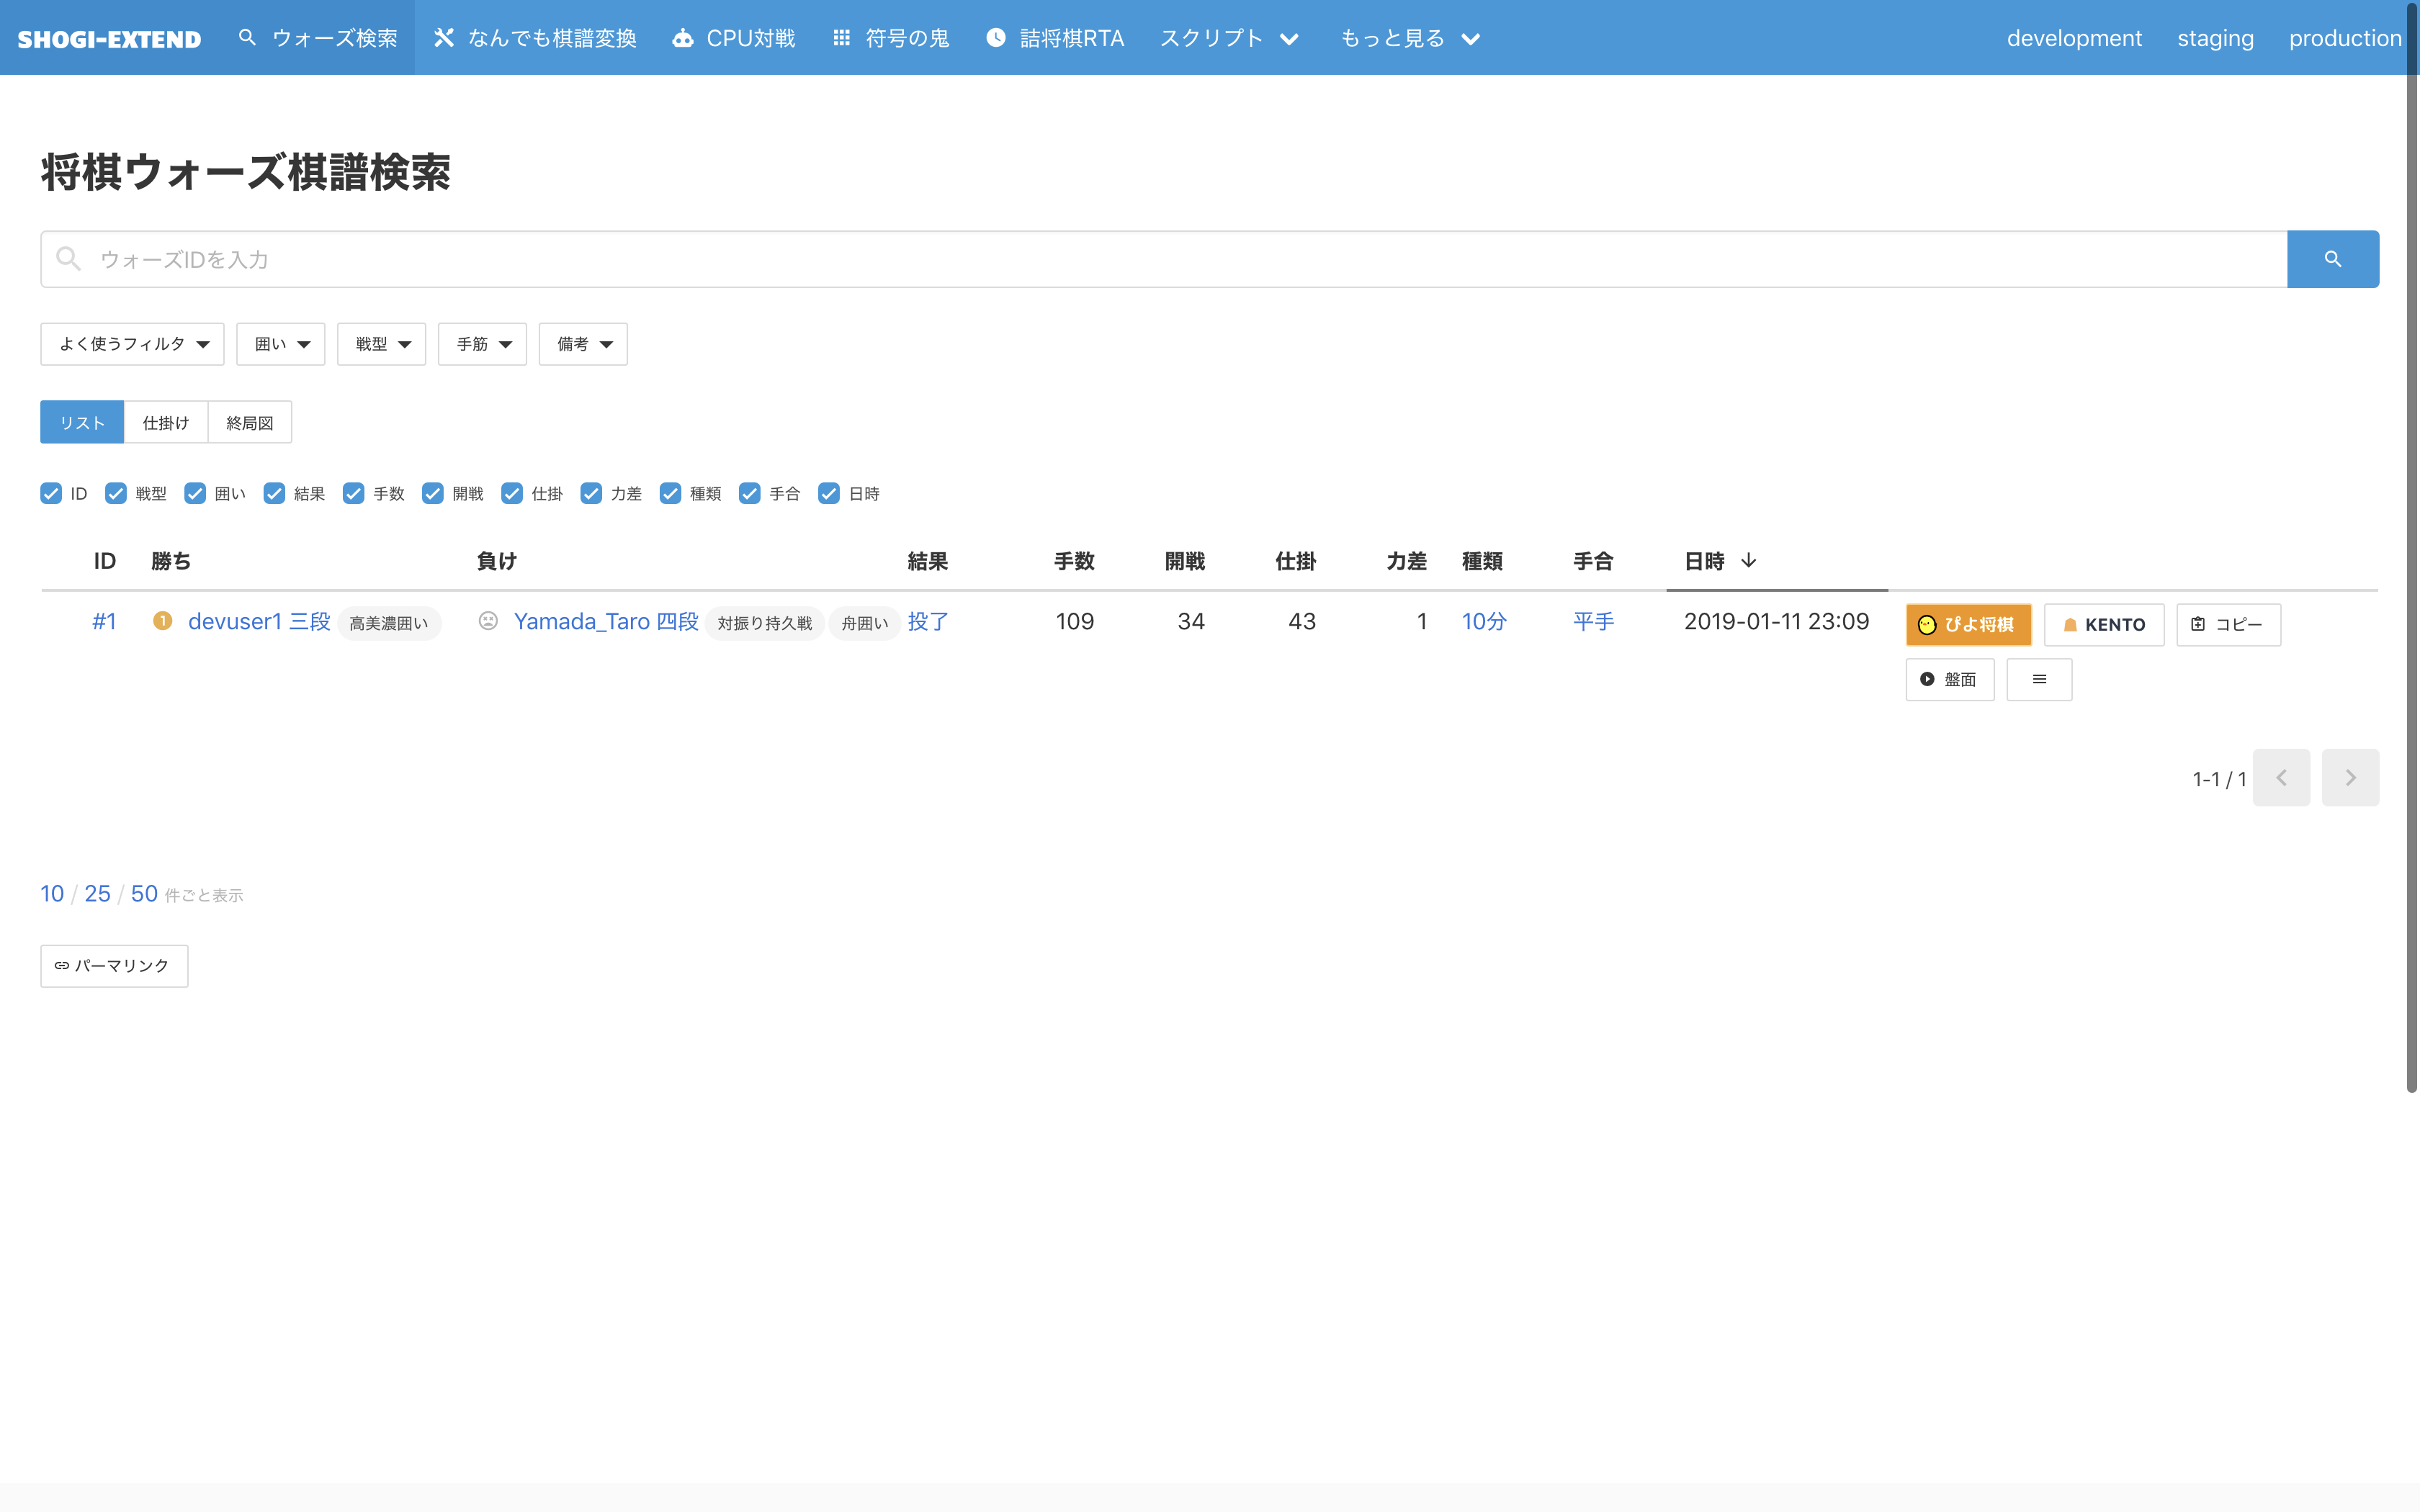 SHOGI-EXTEND ウォーズ検索 なんでも棋譜変換 CPU対戦 符号の鬼 詰将棋RTA スクリプト もっと見る development staging production
将棋ウォーズ棋譜検索
ウォーズIDを入力
よく使うフィルタ 囲い 戦型 手筋 備考
リスト 仕掛け 終局図
ID 戦型 囲い 結果 手数 開戦 仕掛 力差 種類 手合 日時
ID 勝ち 負け 結果 手数 開戦 仕掛 力差 種類 手合 日時
#1 1 devuser1 三段 高美濃囲い Yamada_Taro 四段 対振り持久戦 舟囲い 投了 109 34 43 1 10分 平手 2019-01-11 23:09 ぴよ将棋 KENTO コピー
盤面
1-1 / 1
10 / 25 / 50 件ごと表示
パーマリンク